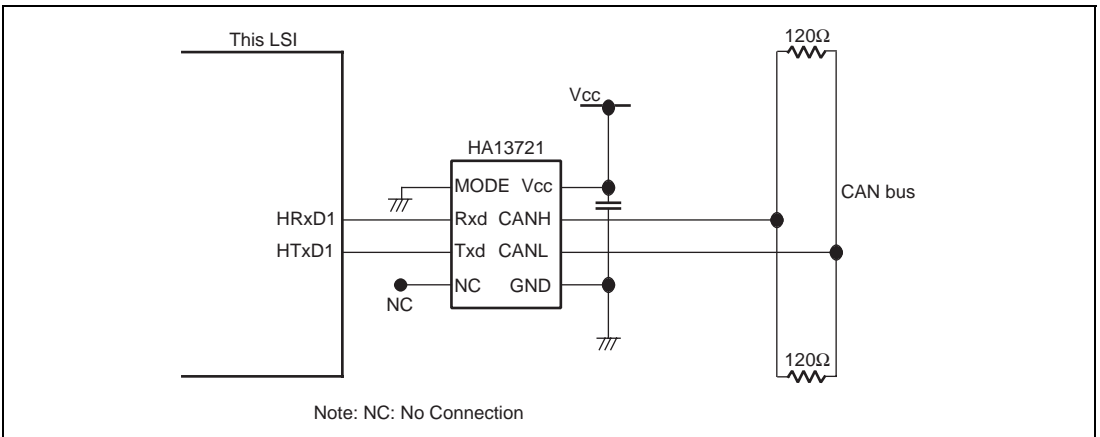 This LSI
120Ω
Vcc
HA13721
MODE Vcc
CAN bus
HRxD1
Rxd CANH
HTxD1
Txd CANL
NC GND
NC
120Ω
Note: NC: No Connection